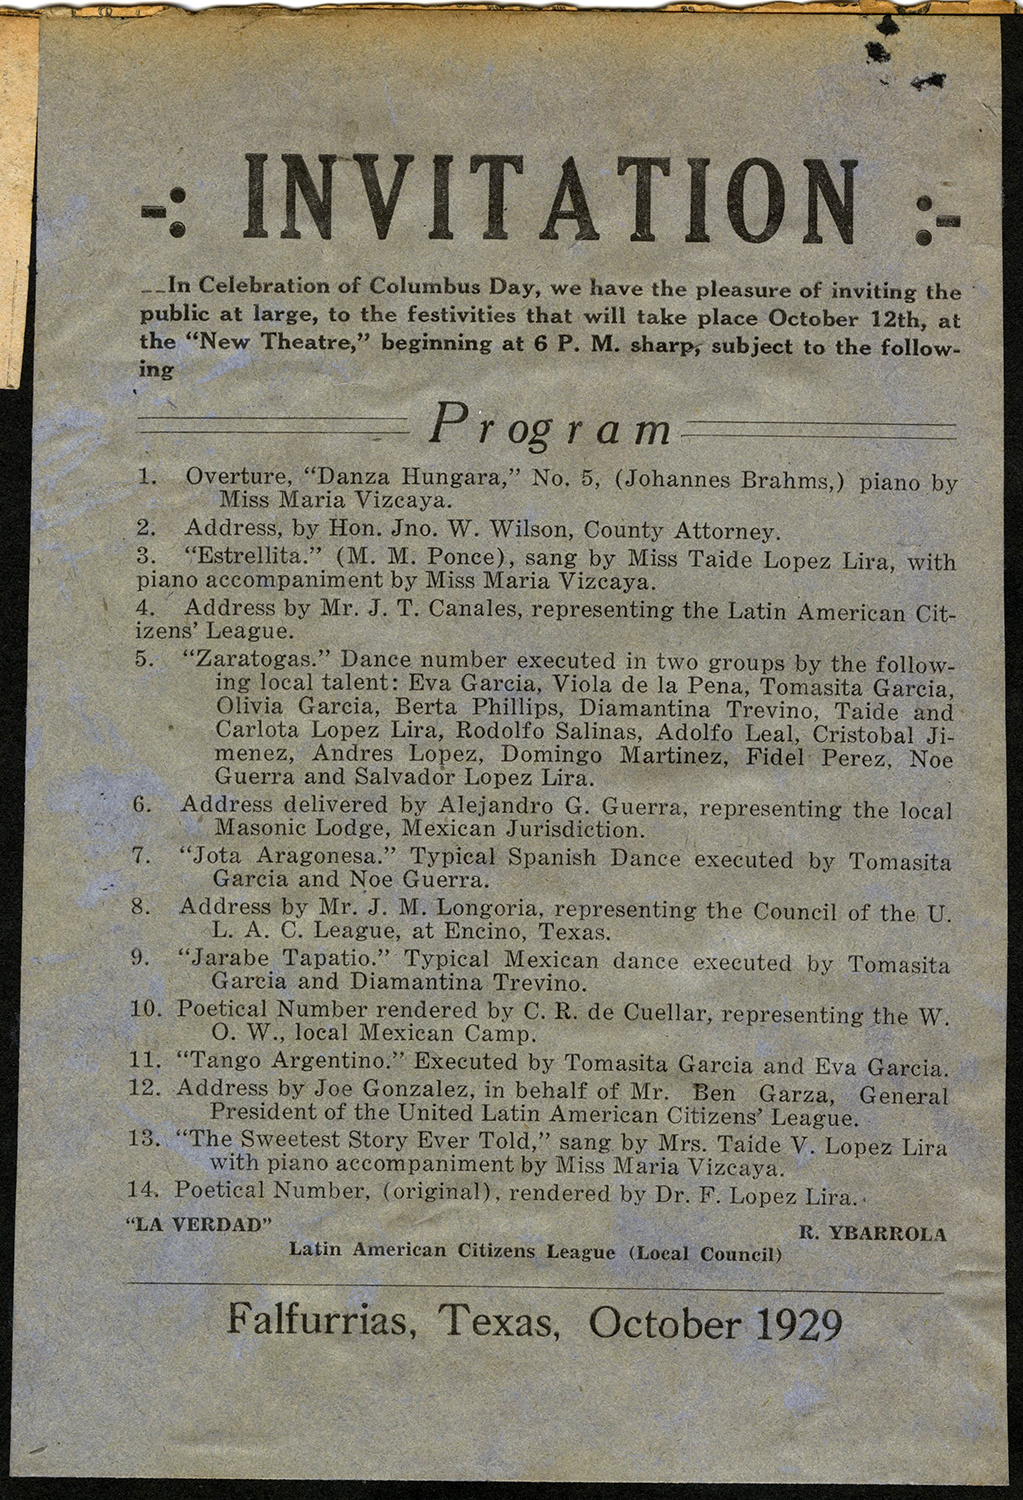 -: INVITATION :-
__In Celebration of Columbus Day, we have the pleasure of inviting the
public at large, to the festivities that will take place October 12th, at
the “New Theatre,” beginning at 6 P. M. sharp, subject to the follow-
ing
Program
1. Overture, “Danza Hungara,” No. 5, (Johannes Brahms,) piano by
Miss Maria Vizcaya.
2. Address, by Hon. Jno. W. Wilson, County Attorney.
3. “Estrellita.” (M. M. Ponce), sang by Miss Taide Lopez Lira, with
piano accompaniment by Miss Maria Vizcaya.
4. Address by Mr. J. T. Canales, representing the Latin American Cit-
izens’ League.
5. “Zaratogas.” Dance number executed in two groups by the follow-
ing local talent: Eva Garcia, Viola de la Pena, Tomasita Garcia,
Olivia Garcia, Berta Phillips, Diamantina Trevino, Taide and
Carlota Lopez Lira, Rodolfo Salinas, Adolfo Leal, Cristobal Ji-
menez, Andres Lopez, Domingo Martinez, Fidel Perez, Noe
Guerra and Salvador Lopez Lira.
6. Address delivered by Alejandro G. Guerra, representing the local
Masonic Lodge, Mexican Jurisdiction.
7. “Jota Aragonesa.” Typical Spanish Dance executed by Tomasita
Garcia and Noe Guerra.
8. Address by Mr. J. M. Longoria, representing the Council of the U.
L. A. C. League, at Encino, Texas.
9. “Jarabe Tapatio.” Typical Mexican dance executed by Tomasita
Garcia and Diamantina Trevino.
10. Poetical Number rendered by C. R. de Cuellar, representing the W.
O. W., local Mexican Camp.
11. “Tango Argentino.” Executed by Tomasita Garcia and Eva Garcia.
12. Address by Joe Gonzalez, in behalf of Mr. Ben Garza, General
President of the United Latin American Citizens’ League.
13. “The Sweetest Story Ever Told,” sang by Mrs. Taide V. Lopez Lira
with piano accompaniment by Miss Maria Vizcaya.
14. Poetical Number, (original), rendered by Dr. F. Lopez Lira.
“LA VERDAD” R. YBARROLA
Latin American Citizens League (Local Council)
Falfurrias, Texas, October 1929